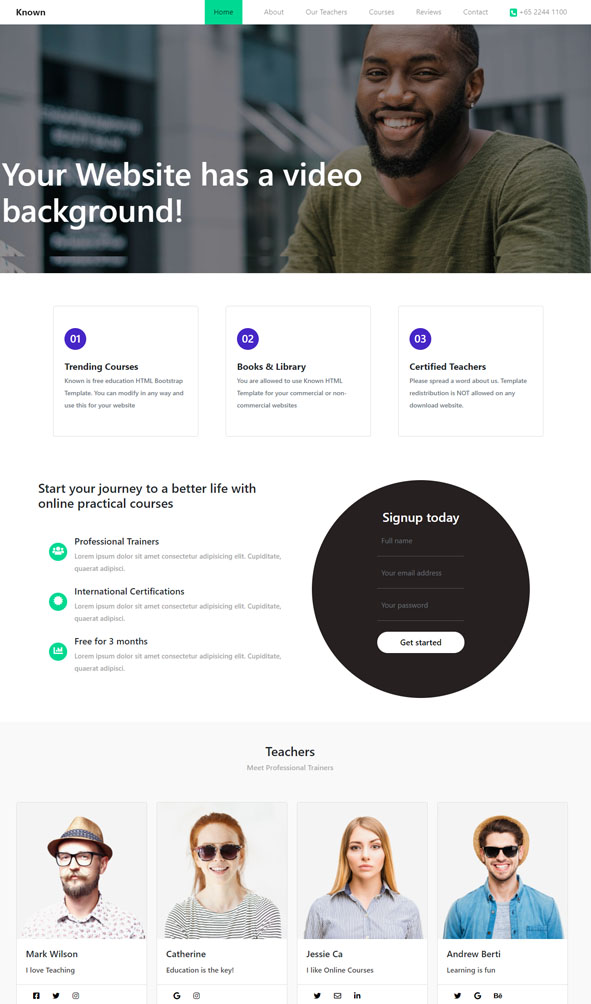 Known
Home
About
Our Teachers
Courses
Reviews
Contact
+65 2244 1100
Your Website has a video
background!
01
Trending Courses
Known is free education HTML Bootstrap
Template. You can modify in any way and
use this for your website
02
Books & Library
You are allowed to use Known HTML
Template for your commercial or non-
commercial websites
03
Certified Teachers
Please spread a word about us. Template
redistribution is NOT allowed on any
download website.
Start your journey to a better life with
online practical courses
Professional Trainers
Lorem ipsum dolor sit amet consectetur adipisicing elit. Cupiditate,
quaerat adipisci.
International Certifications
Lorem ipsum dolor sit amet consectetur adipisicing elit. Cupiditate,
quaerat adipisci.
Free for 3 months
Lorem ipsum dolor sit amet consectetur adipisicing elit. Cupiditate,
quaerat adipisci.
Signup today
Full name
Your email address
Your password
Get started
Teachers
Meet Professional Trainers
Mark Wilson
I love Teaching
Catherine
Education is the key!
Jessie Ca
I like Online Courses
Andrew Berti
Learning is fun